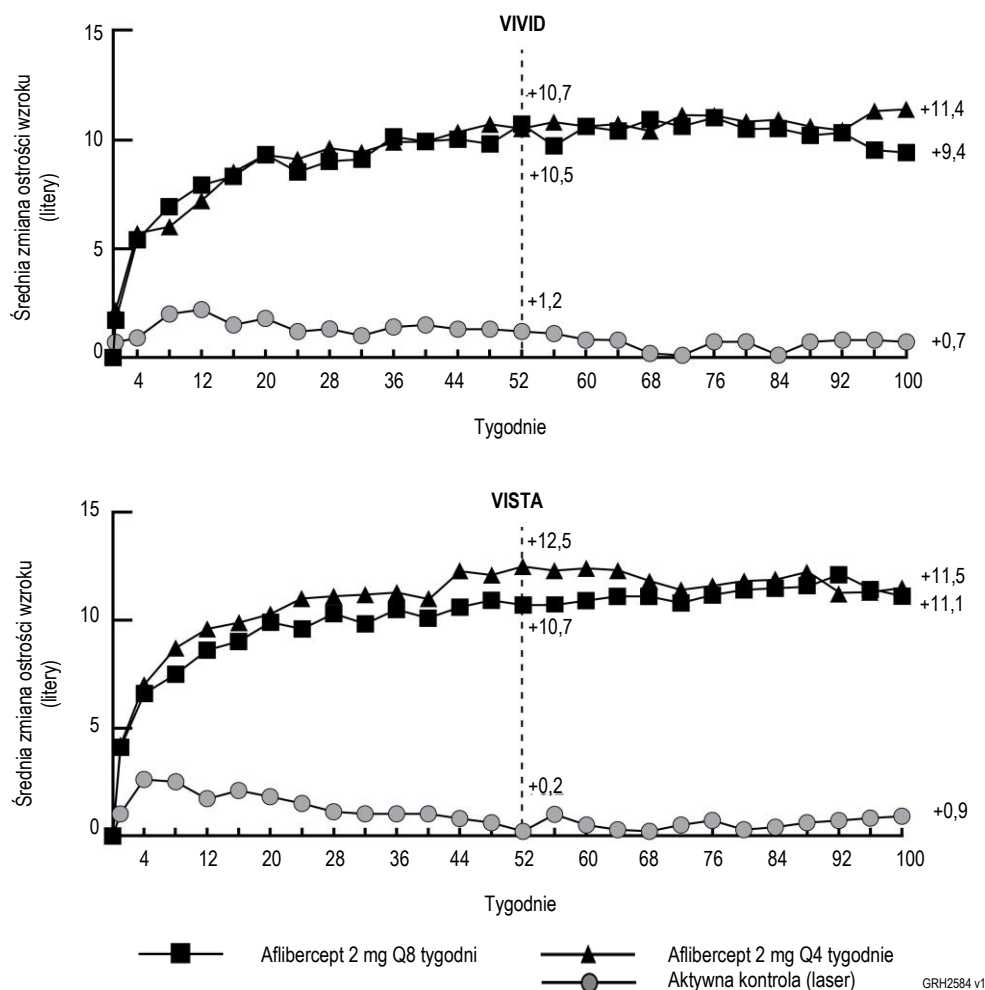 VIVID
15
10
5
0
Średnia zmiana ostrości wzroku
(litery)
+10,7
+10,5
+1,2
+11,4
+9,4
+0,7
4 12 20 28 36 44 52 60 68 76 84 92 100
Tygodnie
VISTA
15
10
5
0
Średnia zmiana ostrości wzroku
(litery)
+12,5
+10,7
+0,2
+11,5
+11,1
+0,9
4 12 20 28 36 44 52 60 68 76 84 92 100
Tygodnie
Aflibercept 2 mg Q8 tygodni
Aflibercept 2 mg Q4 tygodnie
Aktywna kontrola (laser)
GRH2584 v1